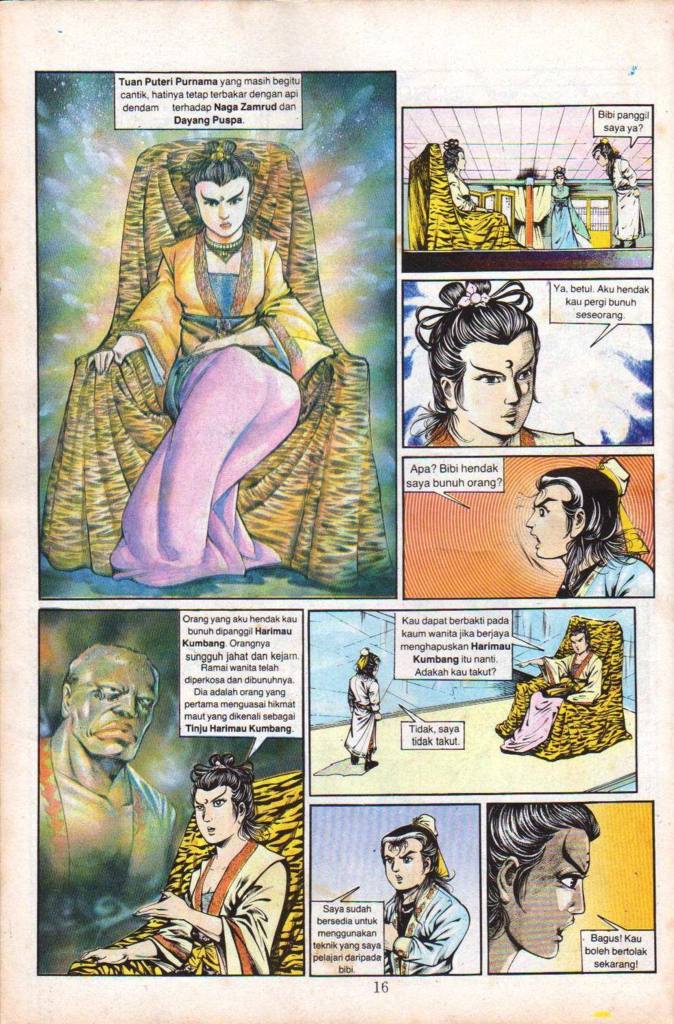 Tuan Puteri Purnama yang masih begitu
cantik, hatinya tetap terbakar dengan api
dendam terhadap Naga Zamrud dan
Dayang Puspa.
Bibi panggil
saya ya?
Ya, betul. Aku hendak
kau pergi bunuh
seseorang.
Apa? Bibi hendak
saya bunuh orang?
Orang yang aku hendak kau
bunuh dipanggil Harimau
Kumbang. Orangnya
sungguh jahat dan kejam.
Ramai wanita telah
diperkosa dan dibunuhnya.
Dia adalah orang yang
pertama menguasai hikmat
maut yang dikenali sebagai
Tinju Harimau Kumbang.
Kau dapat berbakti pada
kaum wanita jika berjaya
menghapuskan Harimau
Kumbang itu nanti.
Adakah kau takut?
Tidak, saya
tidak takut.
Saya sudah
bersedia untuk
menggunakan
teknik yang saya
pelajari daripada
bibi.
Bagus! Kau
boleh bertolak
sekarang!
16